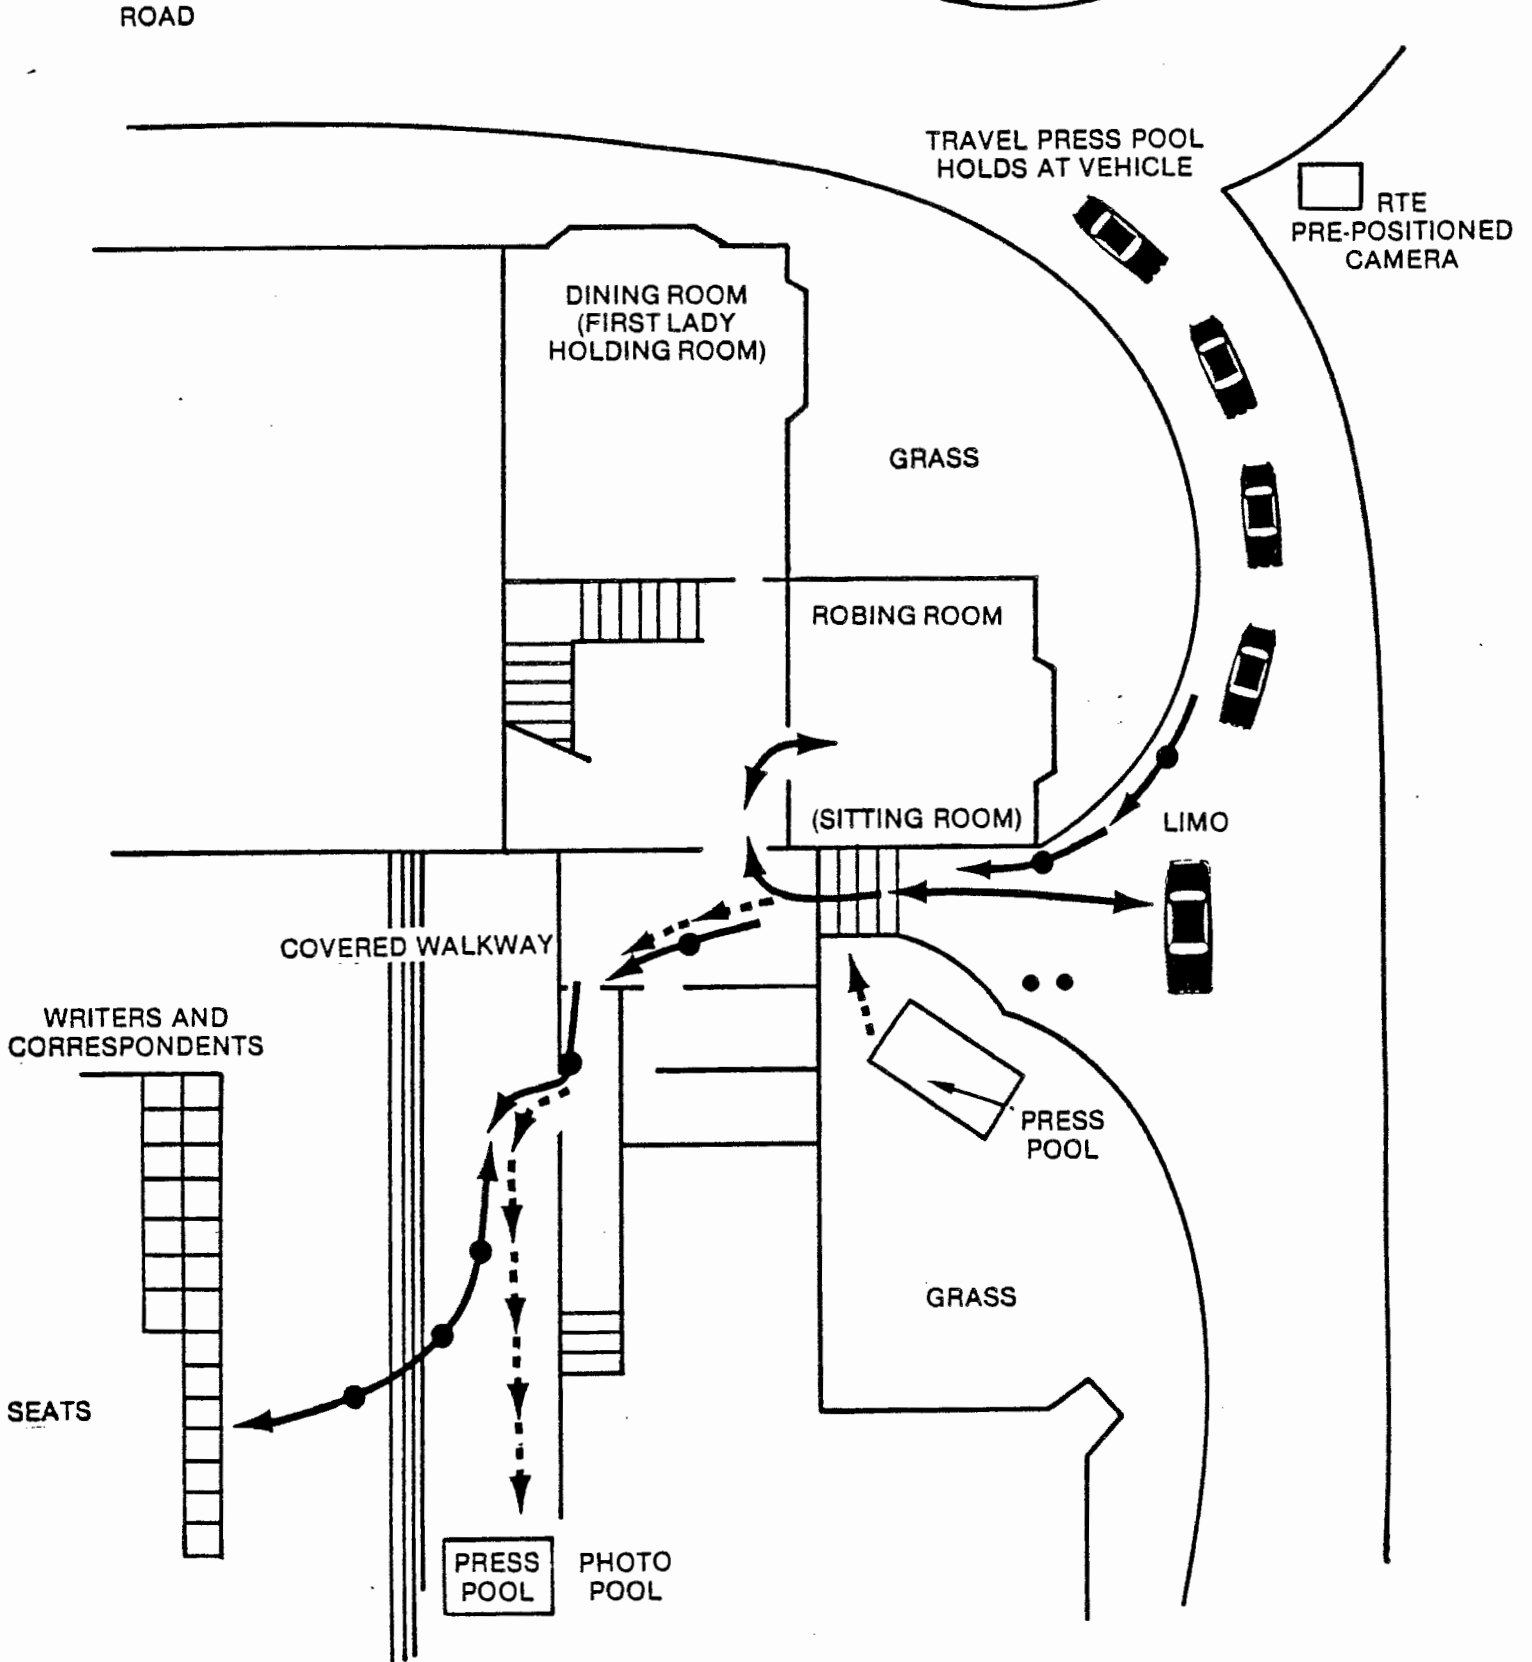 ROAD
TRAVEL PRESS POOL
HOLDS AT VEHICLE
RTE
PRE-POSITIONED
CAMERA
DINING ROOM
(FIRST LADY
HOLDING ROOM)
GRASS
ROBING ROOM
(SITTING ROOM)
LIMO
COVERED WALKWAY
WRITERS AND
CORRESPONDENTS
PRESS
POOL
GRASS
SEATS
PRESS
POOL
PHOTO
POOL